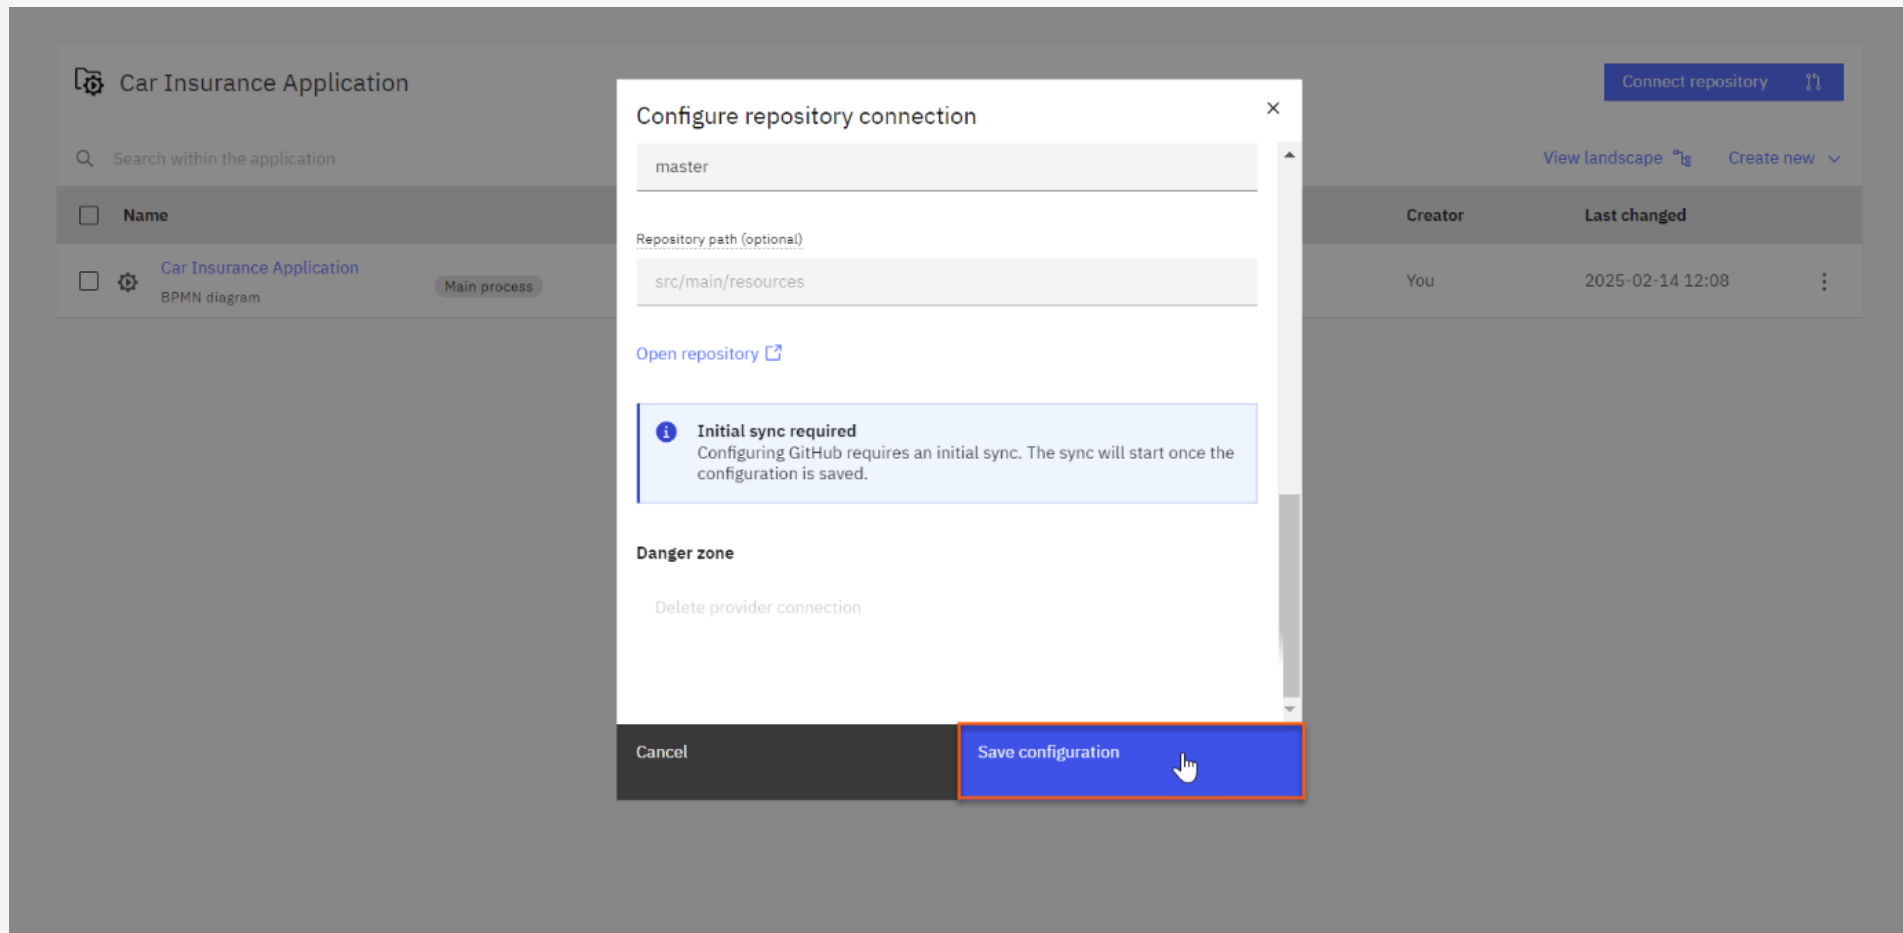 Car Insurance Application
Connect repository
Search within the application
View landscape
Create new
Name
Creator
Last changed
Car Insurance Application
BPMN diagram
Main process
You
2025-02-14 12:08
Configure repository connection
master
Repository path (optional)
src/main/resources
Open repository
Initial sync required
Configuring GitHub requires an initial sync. The sync will start once the
configuration is saved.
Danger zone
Delete provider connection
Cancel
Save configuration